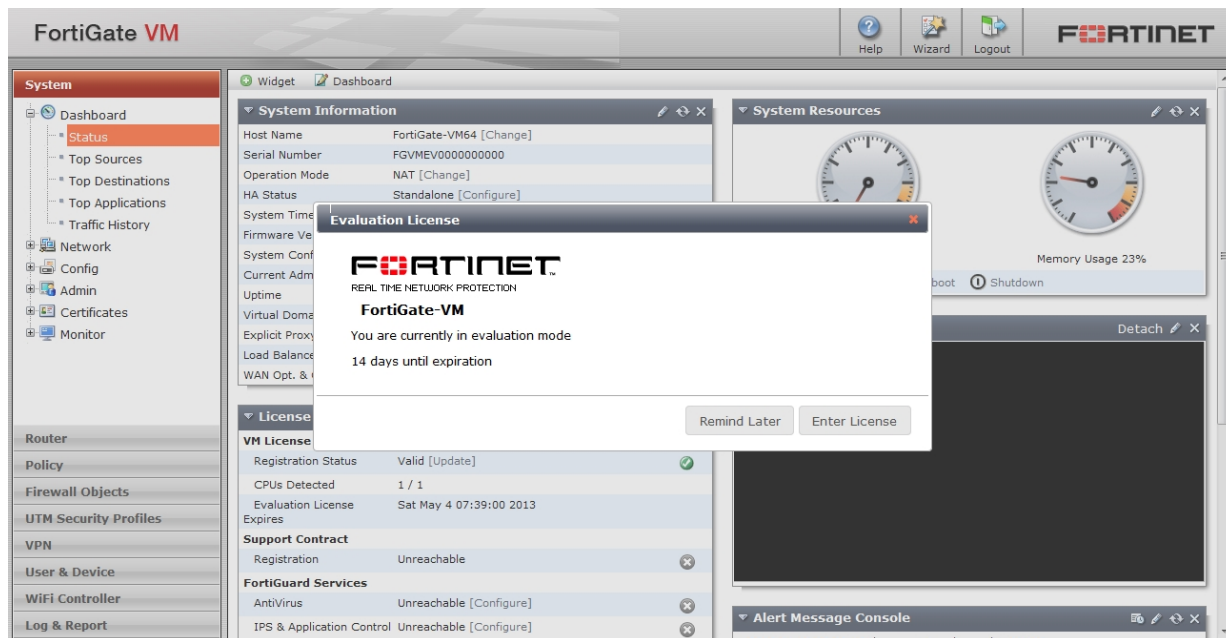 FortiGate VM
Help
Wizard
Logout
FORTINET
System
Dashboard
Status
Top Sources
Top Destinations
Top Applications
Traffic History
Network
Config
Admin
Certificates
Monitor
Router
Policy
Firewall Objects
UTM Security Profiles
VPN
User & Device
WiFi Controller
Log & Report
Widget Dashboard
System Information
Host Name FortiGate-VM64 [Change]
Serial Number FGVMEV0000000000
Operation Mode NAT [Change]
HA Status Standalone [Configure]
System Time
Firmware Ve
System Conf
Current Adm
Uptime
Virtual Doma
Explicit Proxy
Load Balance
WAN Opt. &
Evaluation License
FORTINET
REAL TIME NETWORK PROTECTION
FortiGate-VM
You are currently in evaluation mode
14 days until expiration
Remind Later Enter License
License
VM License
Registration Status Valid [Update]
CPUs Detected 1 / 1
Evaluation License Sat May 4 07:39:00 2013
Expires
Support Contract
Registration Unreachable
FortiGuard Services
AntiVirus Unreachable [Configure]
IPS & Application Control Unreachable [Configure]
System Resources
Memory Usage 23%
boot Shutdown
Detach
Alert Message Console